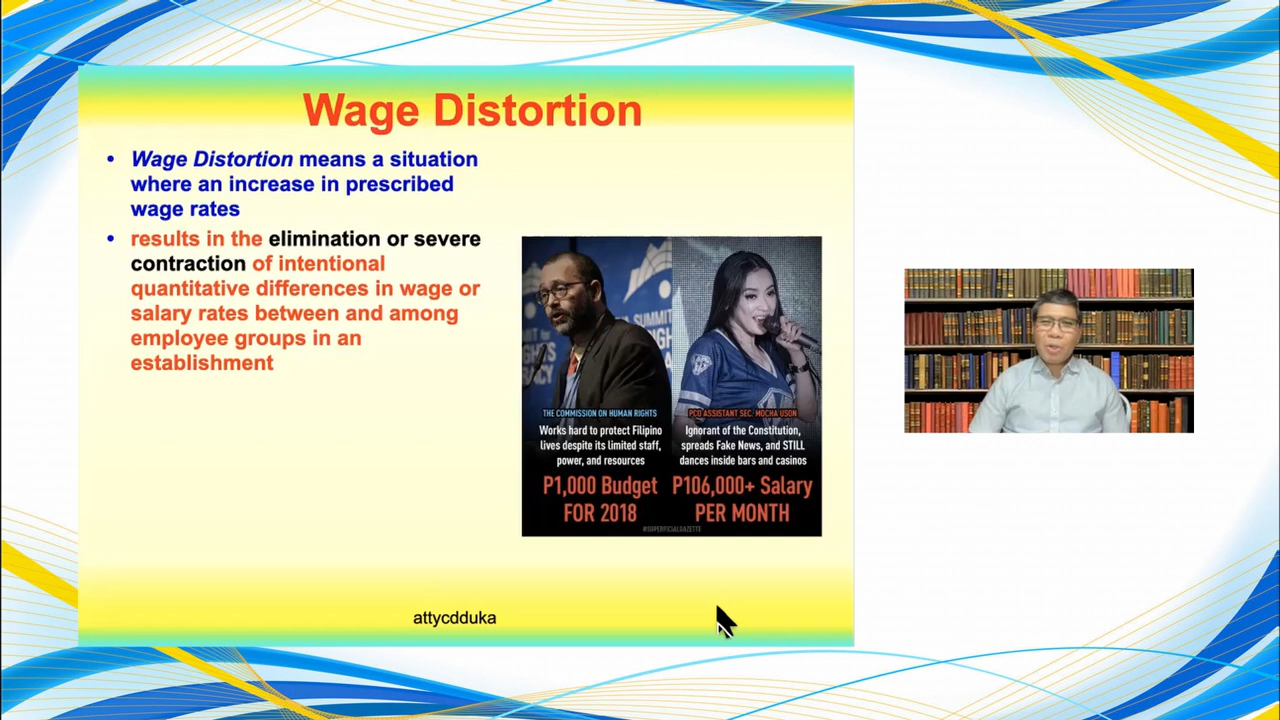 Wage Distortion
• Wage Distortion means a situation
where an increase in prescribed
wage rates
• results in the elimination or severe
contraction of intentional
quantitative differences in wage or
salary rates between and among
employee groups in an
establishment
THE COMMISSION ON HUMAN RIGHTS
Works hard to protect Filipino
lives despite its limited staff,
power, and resources
P1,000 Budget
FOR 2018
PCO ASSISTANT SEC. MOCHA USON
Ignorant of the Constitution,
spreads Fake News, and STILL
dances inside bars and casinos
P106,000+ Salary
PER MONTH
#SUPERFICIALGAZETTE
attycdduka